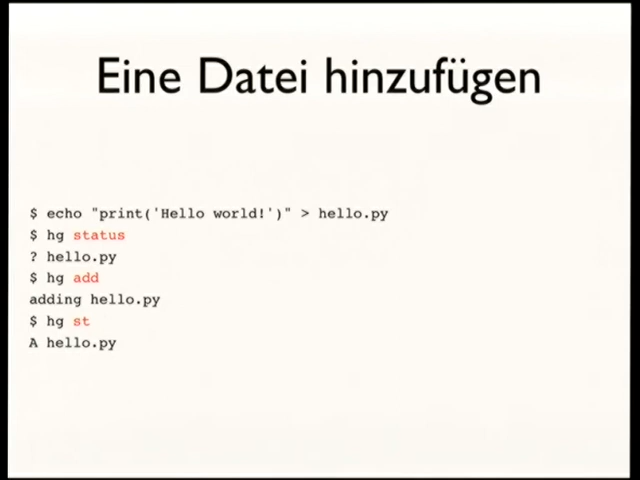 Eine Datei hinzufügen
$ echo "print('Hello world!')" > hello.py
$ hg status
? hello.py
$ hg add
adding hello.py
$ hg st
A hello.py